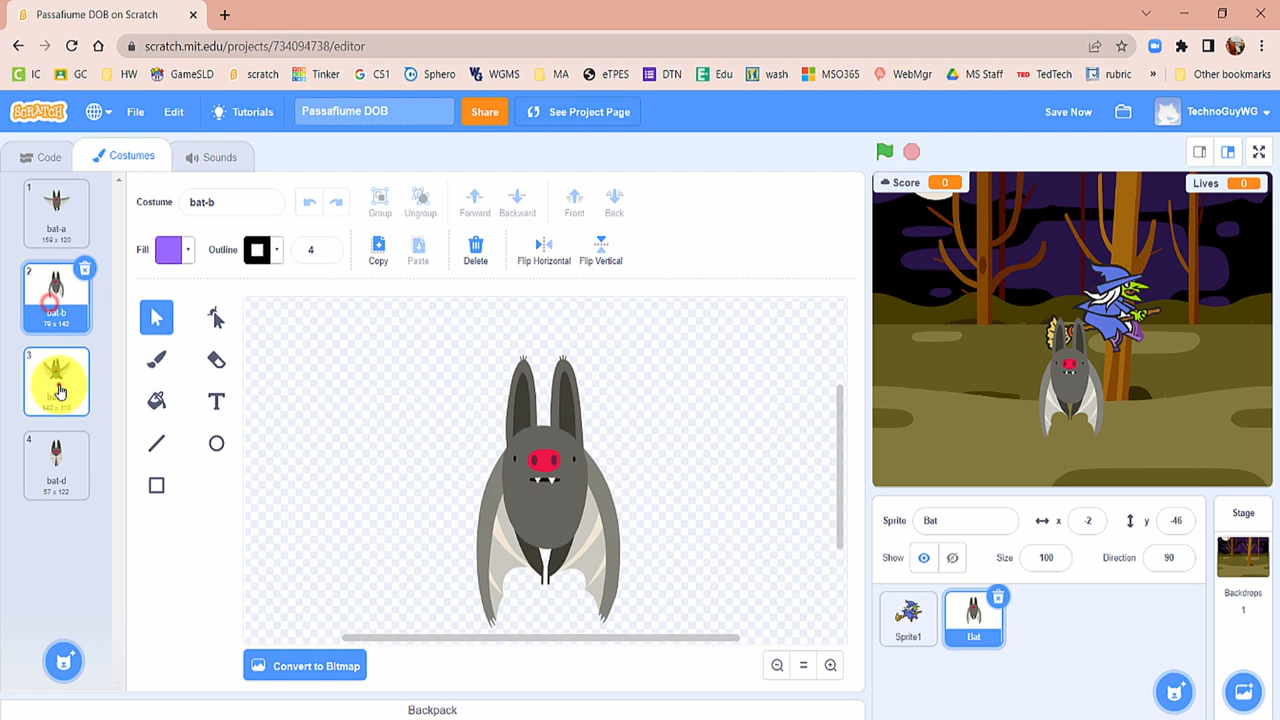 Passafiume DOB on Scratch
scratch.mit.edu/projects/734094738/editor
IC GC HW GameSLD scratch Tinker CS1 Sphero WGMS MA eTPES DTN Edu wash MSO365 WebMgr MS Staff TED TedTech rubric » Other bookmarks
SCRATCH File Edit Tutorials Passafiume DOB Share See Project Page Save Now TechnoGuyWG
Code Costumes Sounds
1
bat-a
159 x 120
2
bat-b
79 x 142
3
4
bat-d
57 x 122
Costume bat-b Group Ungroup Forward Backward Front Back
Fill Outline 4 Copy Paste Delete Flip Horizontal Flip Vertical
T
Convert to Bitmap
Score 0 Lives 0
Sprite Bat x -2 y -46
Show Size 100 Direction 90
Sprite1 Bat
Stage
Backdrops
1
Backpack